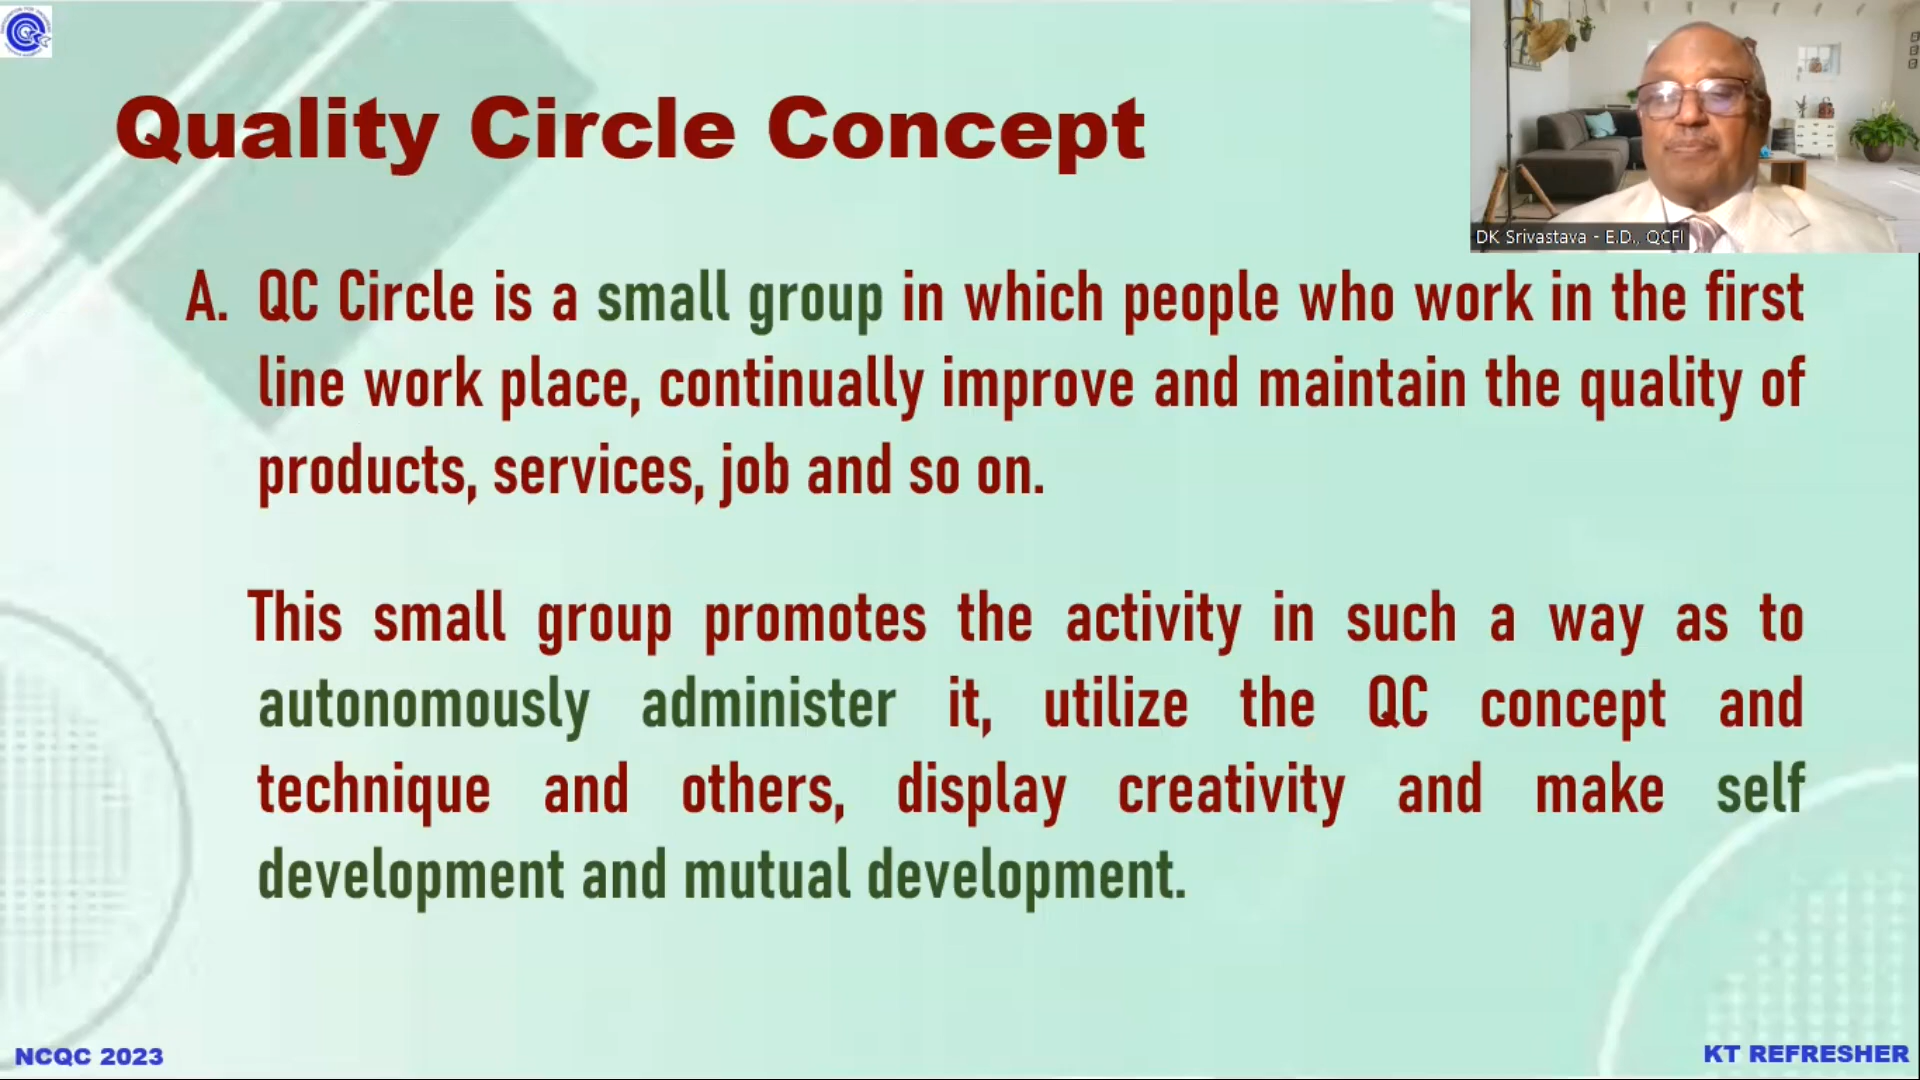 Quality Circle Concept
DK Srivastava - E.D., QCFI
A. QC Circle is a small group in which people who work in the first
line work place, continually improve and maintain the quality of
products, services, job and so on.
This small group promotes the activity in such a way as to
autonomously administer it, utilize the QC concept and
technique and others, display creativity and make self
development and mutual development.
NCQC 2023
KT REFRESHER